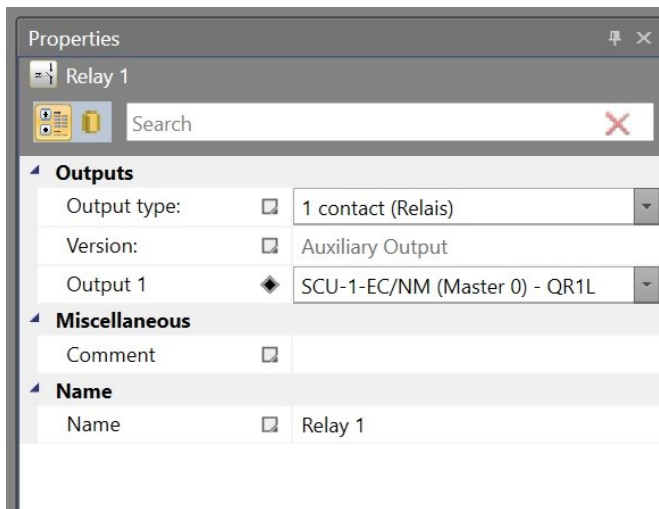 Properties
Relay 1
Search
Outputs
Output type: 1 contact (Relais)
Version: Auxiliary Output
Output 1 SCU-1-EC/NM (Master 0) - QR1L
Miscellaneous
Comment
Name
Name Relay 1